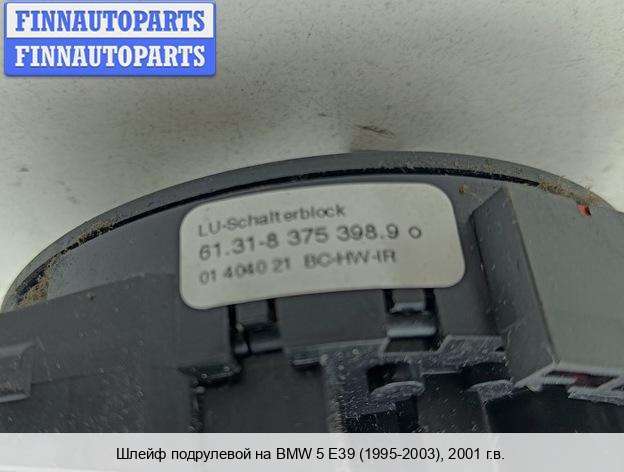 FINNAUTOPARTS
FINNAUTOPARTS
LU-Schalterblock
61.31-8 375 398.9 o
01 4040 21 BC-HW-IR
Шлейф подрулевой на BMW 5 E39 (1995-2003), 2001 г.в.